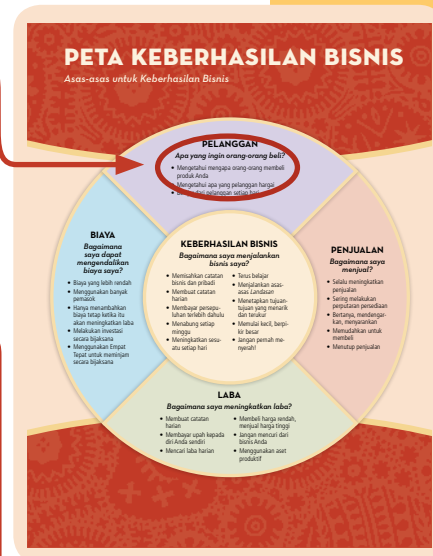 PETA KEBERHASILAN BISNIS
Asas-asas untuk Keberhasilan Bisnis
PELANGGAN
Apa yang ingin orang-orang beli?
• Mengetahui mengapa orang-orang membeli
produk Anda
• Mengetahui apa yang pelanggan hargai
• dari pelanggan setiap hari
BIAYA
Bagaimana
saya dapat
mengendalikan
biaya saya?
• Biaya yang lebih rendah
• Menggunakan banyak
pemasok
• Hanya menambahkan
biaya tetap ketika itu
akan meningkatkan laba
• Melakukan investasi
secara bijaksana
• Menggunakan Empat
Tepat untuk meminjam
secara bijaksana
KEBERHASILAN BISNIS
Bagaimana saya menjalankan
bisnis saya?
• Memisahkan catatan
bisnis dan pribadi
• Membuat catatan
harian
• Membayar persepu-
luhan terlebih dahulu
• Menabung setiap
minggu
• Meningkatkan sesu-
atu setiap hari
• Terus belajar
• Menjalankan asas-
asas Landasan
• Menetapkan tujuan-
tujuan yang menarik
dan terukur
• Memulai kecil, berpi-
kir besar
• Jangan pernah me-
nyerah!
PENJUALAN
Bagaimana saya
menjual?
• Selalu meningkatkan
penjualan
• Sering melakukan
perputaran persediaan
• Bertanya, mendengar-
kan, menyarankan
• Memudahkan untuk
membeli
• Menutup penjualan
LABA
Bagaimana saya meningkatkan laba?
• Membuat catatan
harian
• Membayar upah kepada
diri Anda sendiri
• Mencari laba harian
• Membeli harga rendah,
menjual harga tinggi
• Jangan mencuri dari
bisnis Anda
• Menggunakan aset
produktif